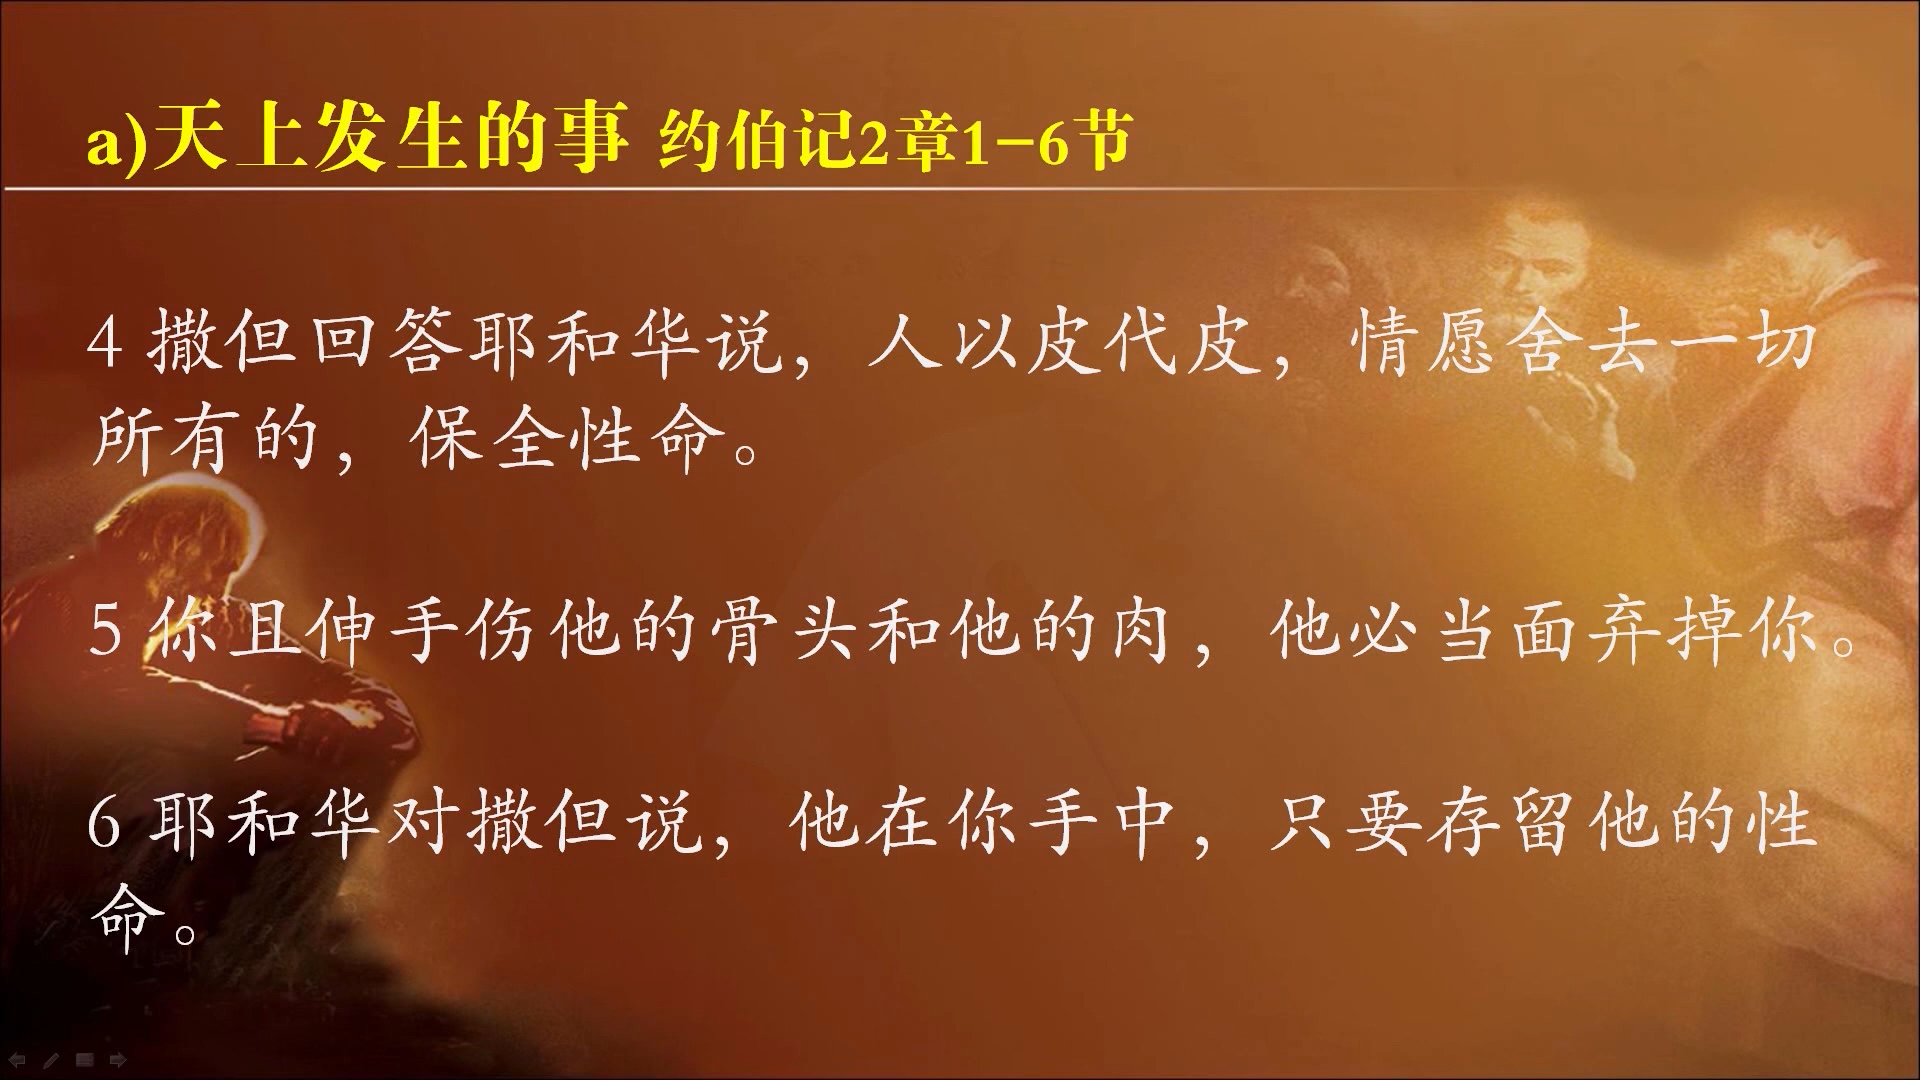 a)天上发生的事 约伯记2章1-6节
4 撒但回答耶和华说，人以皮代皮，情愿舍去一切
所有的，保全性命。
5 你且伸手伤他的骨头和他的肉，他必当面弃掉你。
6 耶和华对撒但说，他在你手中，只要存留他的性
命。